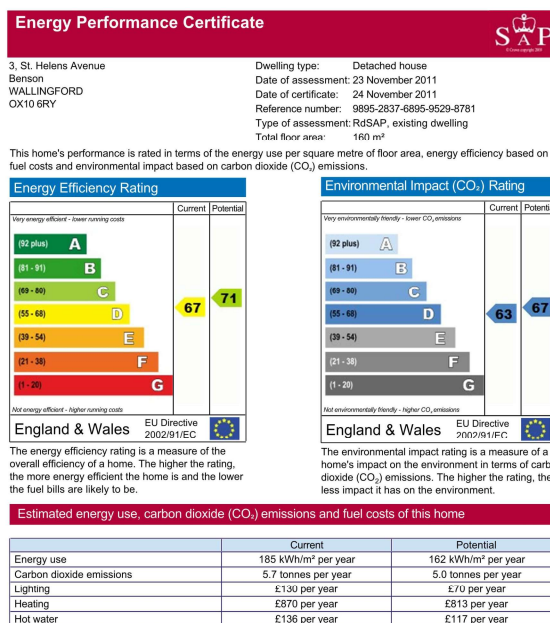 Energy Performance Certificate
SAP
3, St. Helens Avenue
Benson
WALLINGFORD
OX10 6RY
Dwelling type: Detached house
Date of assessment: 23 November 2011
Date of certificate: 24 November 2011
Reference number: 9895-2837-6895-9529-8781
Type of assessment: RdSAP, existing dwelling
Total floor area: 160 m²
This home's performance is rated in terms of the energy use per square metre of floor area, energy efficiency based on
fuel costs and environmental impact based on carbon dioxide (CO₂) emissions.
Energy Efficiency Rating
Current Potential
Very energy efficient - lower running costs
(92 plus) A
(81 - 91) B
(69 - 80) C
(55 - 68) D
(39 - 54) E
(21 - 38) F
(1 - 20) G
67
71
Not energy efficient - higher running costs
England & Wales
EU Directive
2002/91/EC
The energy efficiency rating is a measure of the
overall efficiency of a home. The higher the rating,
the more energy efficient the home is and the lower
the fuel bills are likely to be.
Environmental Impact (CO₂) Rating
Current Potential
Very environmentally friendly - lower CO₂ emissions
(92 plus) A
(81 - 91) B
(69 - 80) C
(55 - 68) D
(39 - 54) E
(21 - 38) F
(1 - 20) G
63
67
Not environmentally friendly - higher CO₂ emissions
England & Wales
EU Directive
2002/91/EC
The environmental impact rating is a measure of a
home's impact on the environment in terms of carb
dioxide (CO₂) emissions. The higher the rating, the
less impact it has on the environment.
Estimated energy use, carbon dioxide (CO₂) emissions and fuel costs of this home
Current Potential
Energy use 185 kWh/m² per year 162 kWh/m² per year
Carbon dioxide emissions 5.7 tonnes per year 5.0 tonnes per year
Lighting £130 per year £70 per year
Heating £870 per year £813 per year
Hot water £136 per year £117 per year